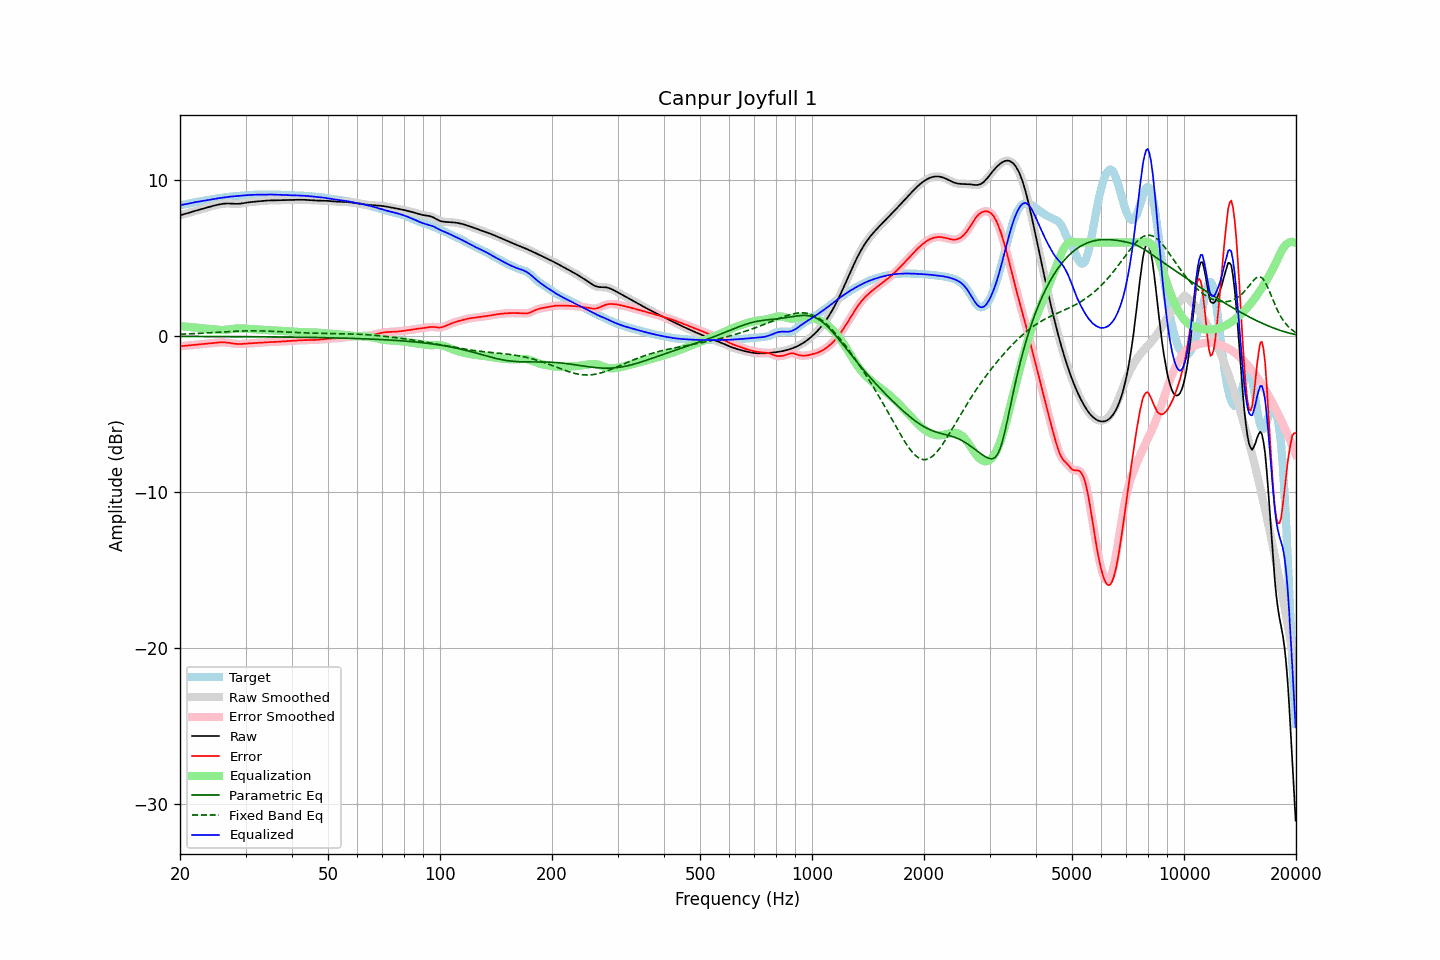 Canpur Joyfull 1
Amplitude (dBr)
10
0
−10
−20
−30
Target
Raw Smoothed
Error Smoothed
Raw
Error
Equalization
Parametric Eq
Fixed Band Eq
Equalized
20 50 100 200 500 1000 2000 5000 10000 20000
Frequency (Hz)